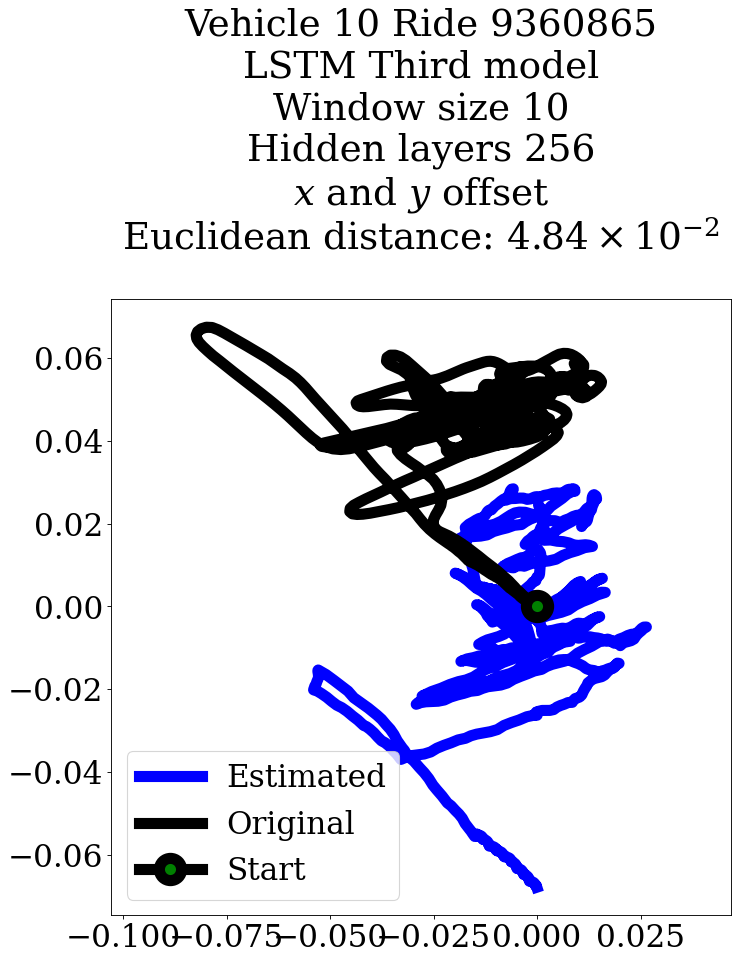 Vehicle 10 Ride 9360865
LSTM Third model
Window size 10
Hidden layers 256
x and y offset
Euclidean distance: 4.84 × 10⁻²
0.06
0.04
0.02
0.00
−0.02
−0.04
−0.06
Estimated
Original
Start
−0.100 −0.075 −0.050 −0.025 0.000 0.025